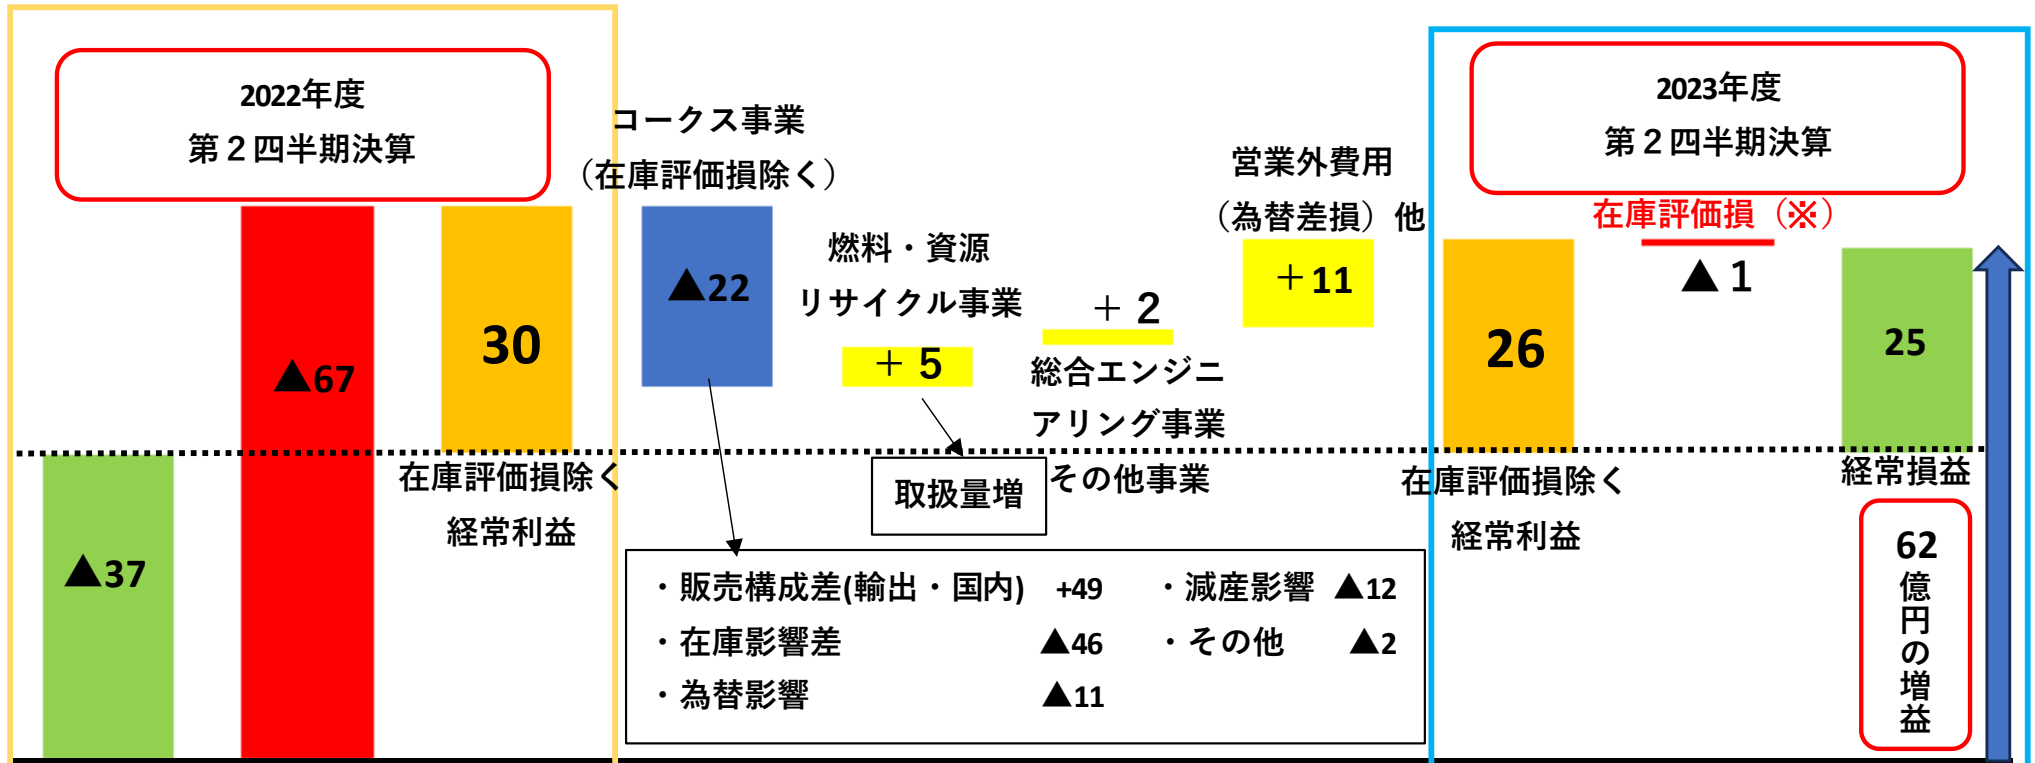 2022年度
第２四半期決算
▲37
▲67
30
在庫評価損除く
経常利益
コークス事業
（在庫評価損除く）
▲22
燃料・資源
リサイクル事業
＋５
取扱量増
＋２
総合エンジニ
アリング事業
その他事業
営業外費用
（為替差損）他
＋11
・販売構成差(輸出・国内) +49 ・減産影響 ▲12
・在庫影響差 ▲46 ・その他 ▲2
・為替影響 ▲11
2023年度
第２四半期決算
26
在庫評価損除く
経常利益
在庫評価損（※）
▲１
25
経常損益
62
億円の増益